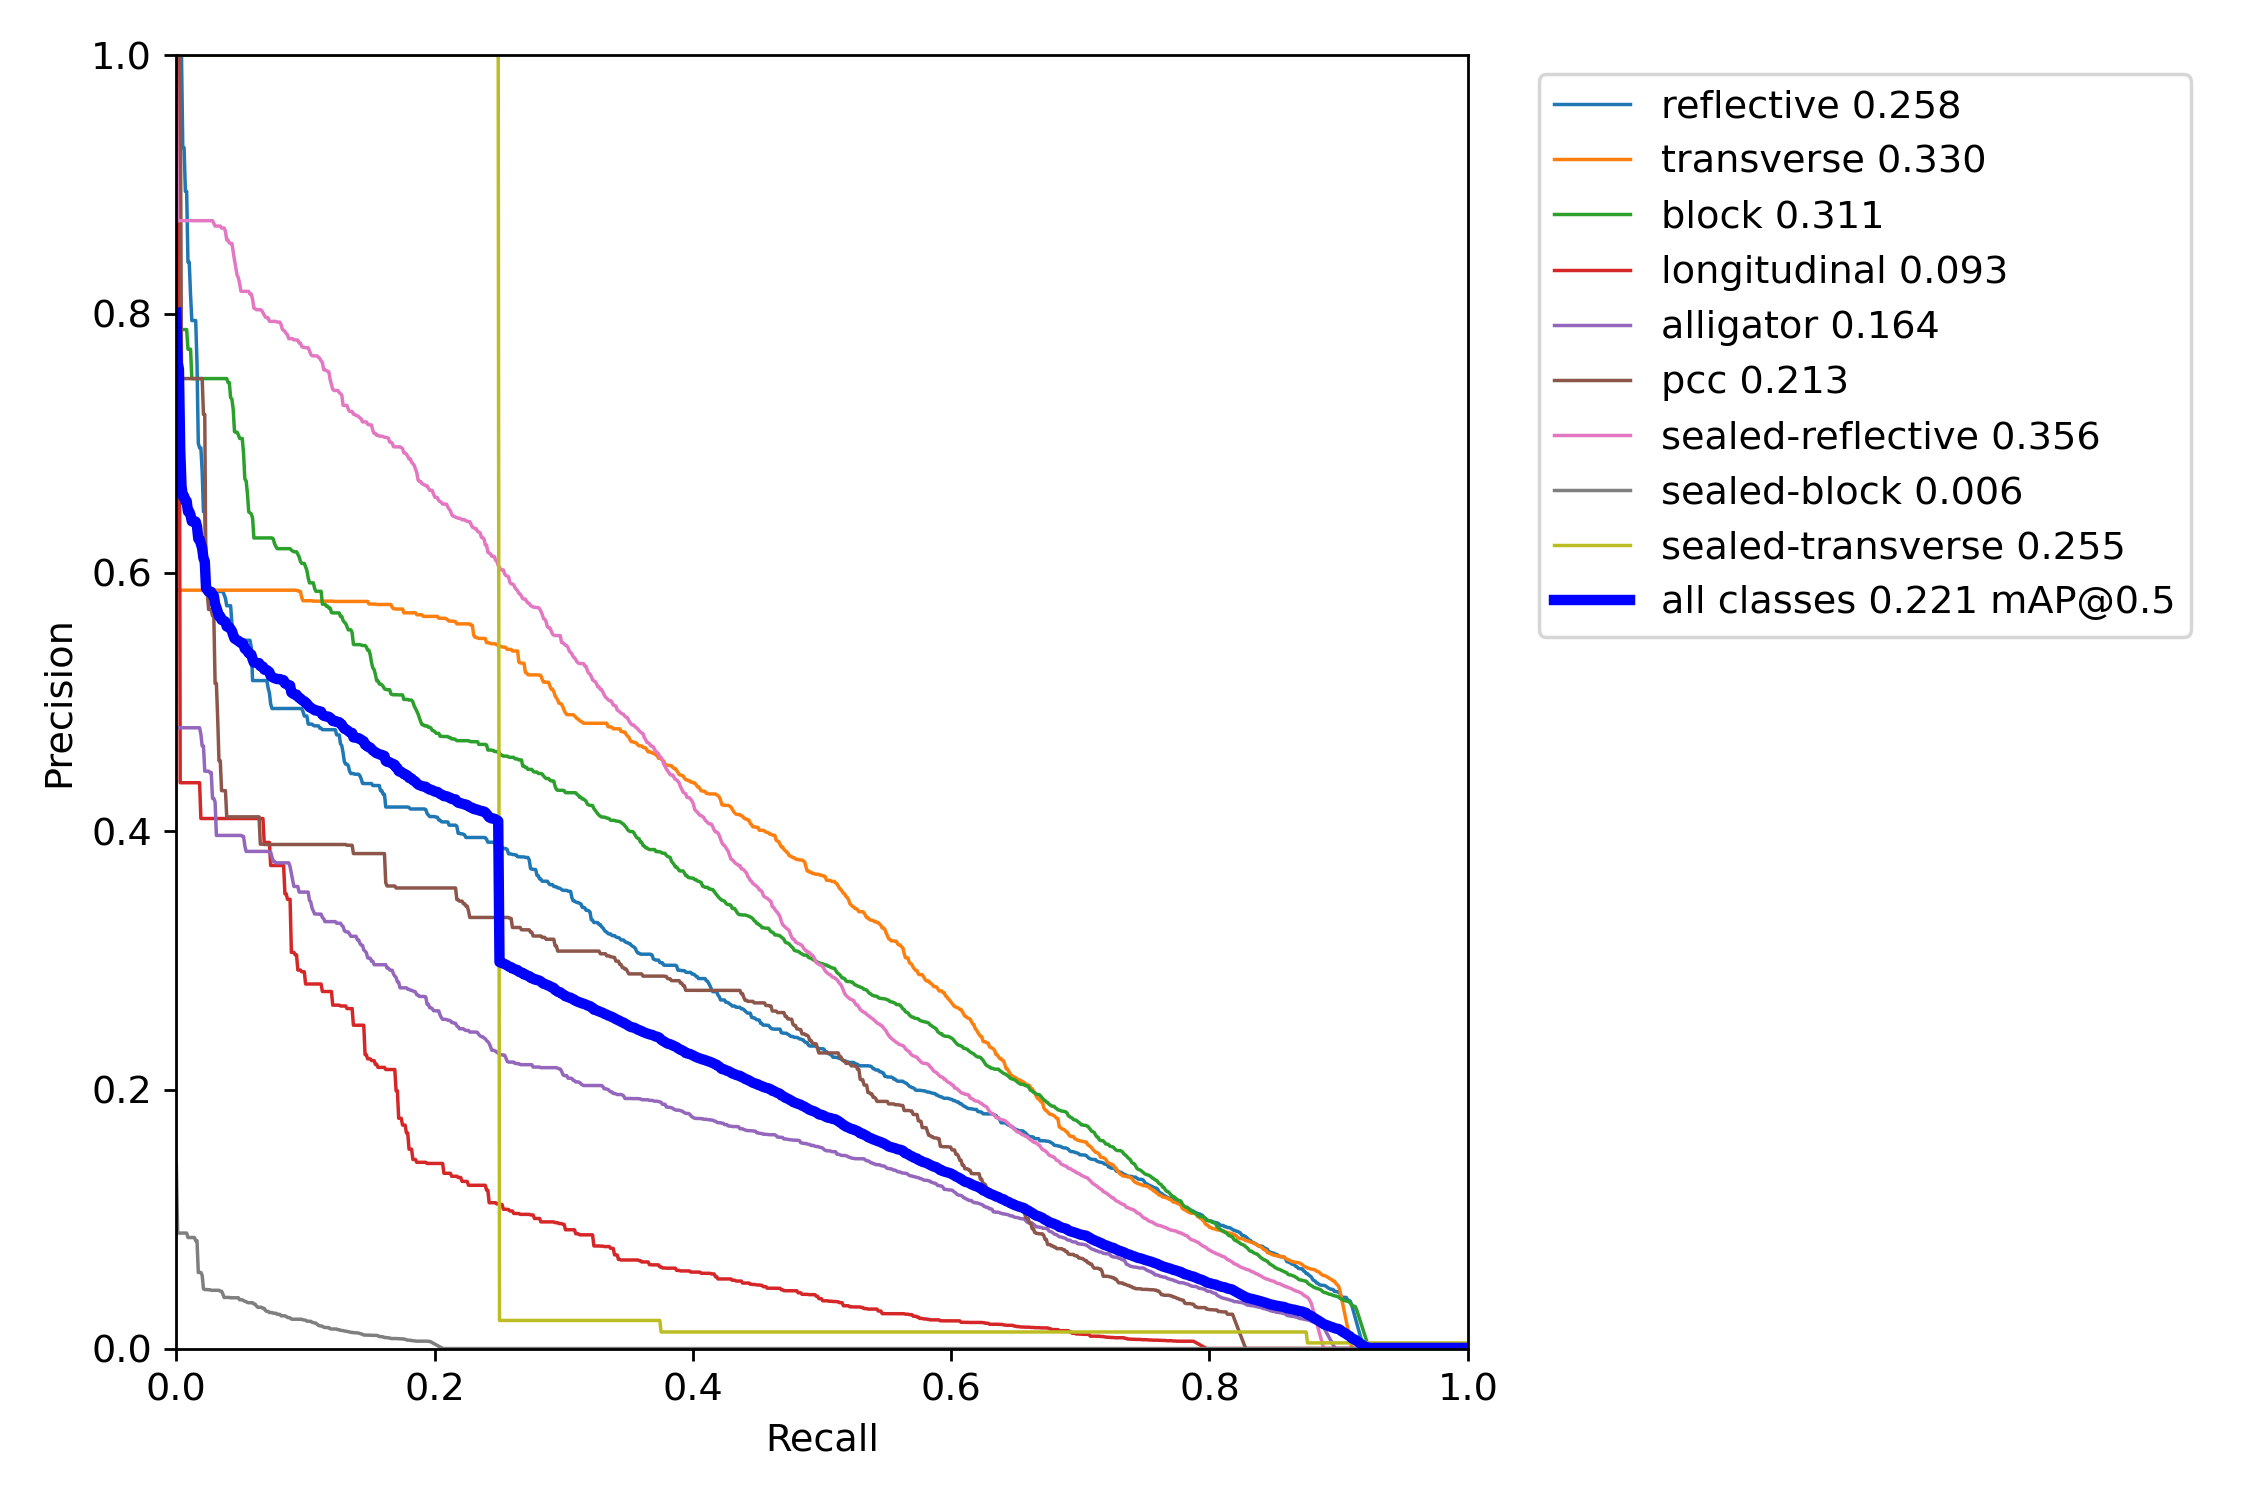 1.0
0.8
0.6
0.4
0.2
0.0
Precision
0.0 0.2 0.4 0.6 0.8 1.0
Recall
reflective 0.258
transverse 0.330
block 0.311
longitudinal 0.093
alligator 0.164
pcc 0.213
sealed-reflective 0.356
sealed-block 0.006
sealed-transverse 0.255
all classes 0.221 mAP@0.5